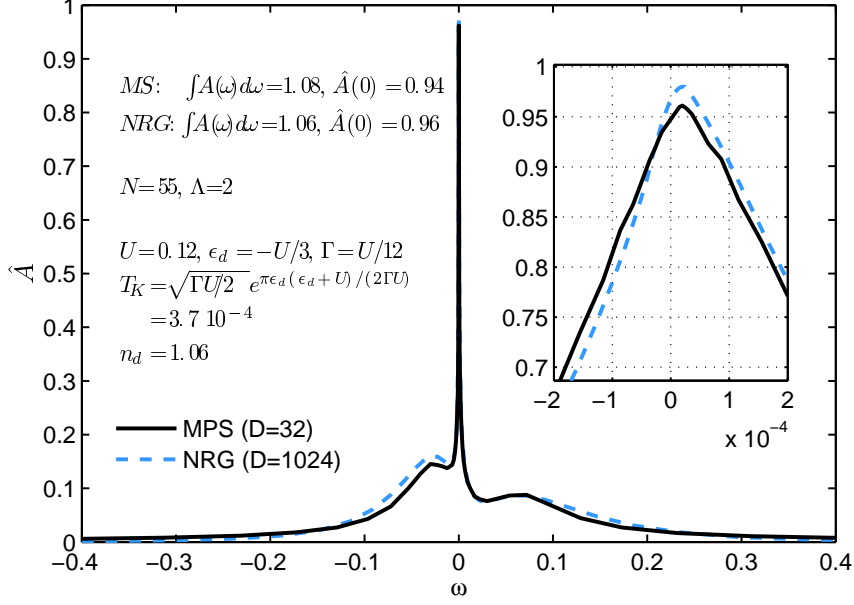 1
0.9
0.8
0.7
0.6
0.5
0.4
0.3
0.2
0.1
0
Â
MS: ∫A(ω)dω=1.08, Â(0)=0.94
NRG: ∫A(ω)dω=1.06, Â(0)=0.96
N=55, Λ=2
U=0.12, ϵ_d=−U/3, Γ=U/12
T_K=√(ΓU/2) e^{πϵ_d(ϵ_d+U)/(2ΓU)}
=3.7 10^{−4}
n_d=1.06
MPS (D=32)
NRG (D=1024)
1
0.95
0.9
0.85
0.8
0.75
0.7
−2 −1 0 1 2
x 10^{−4}
−0.4 −0.3 −0.2 −0.1 0 0.1 0.2 0.3 0.4
ω